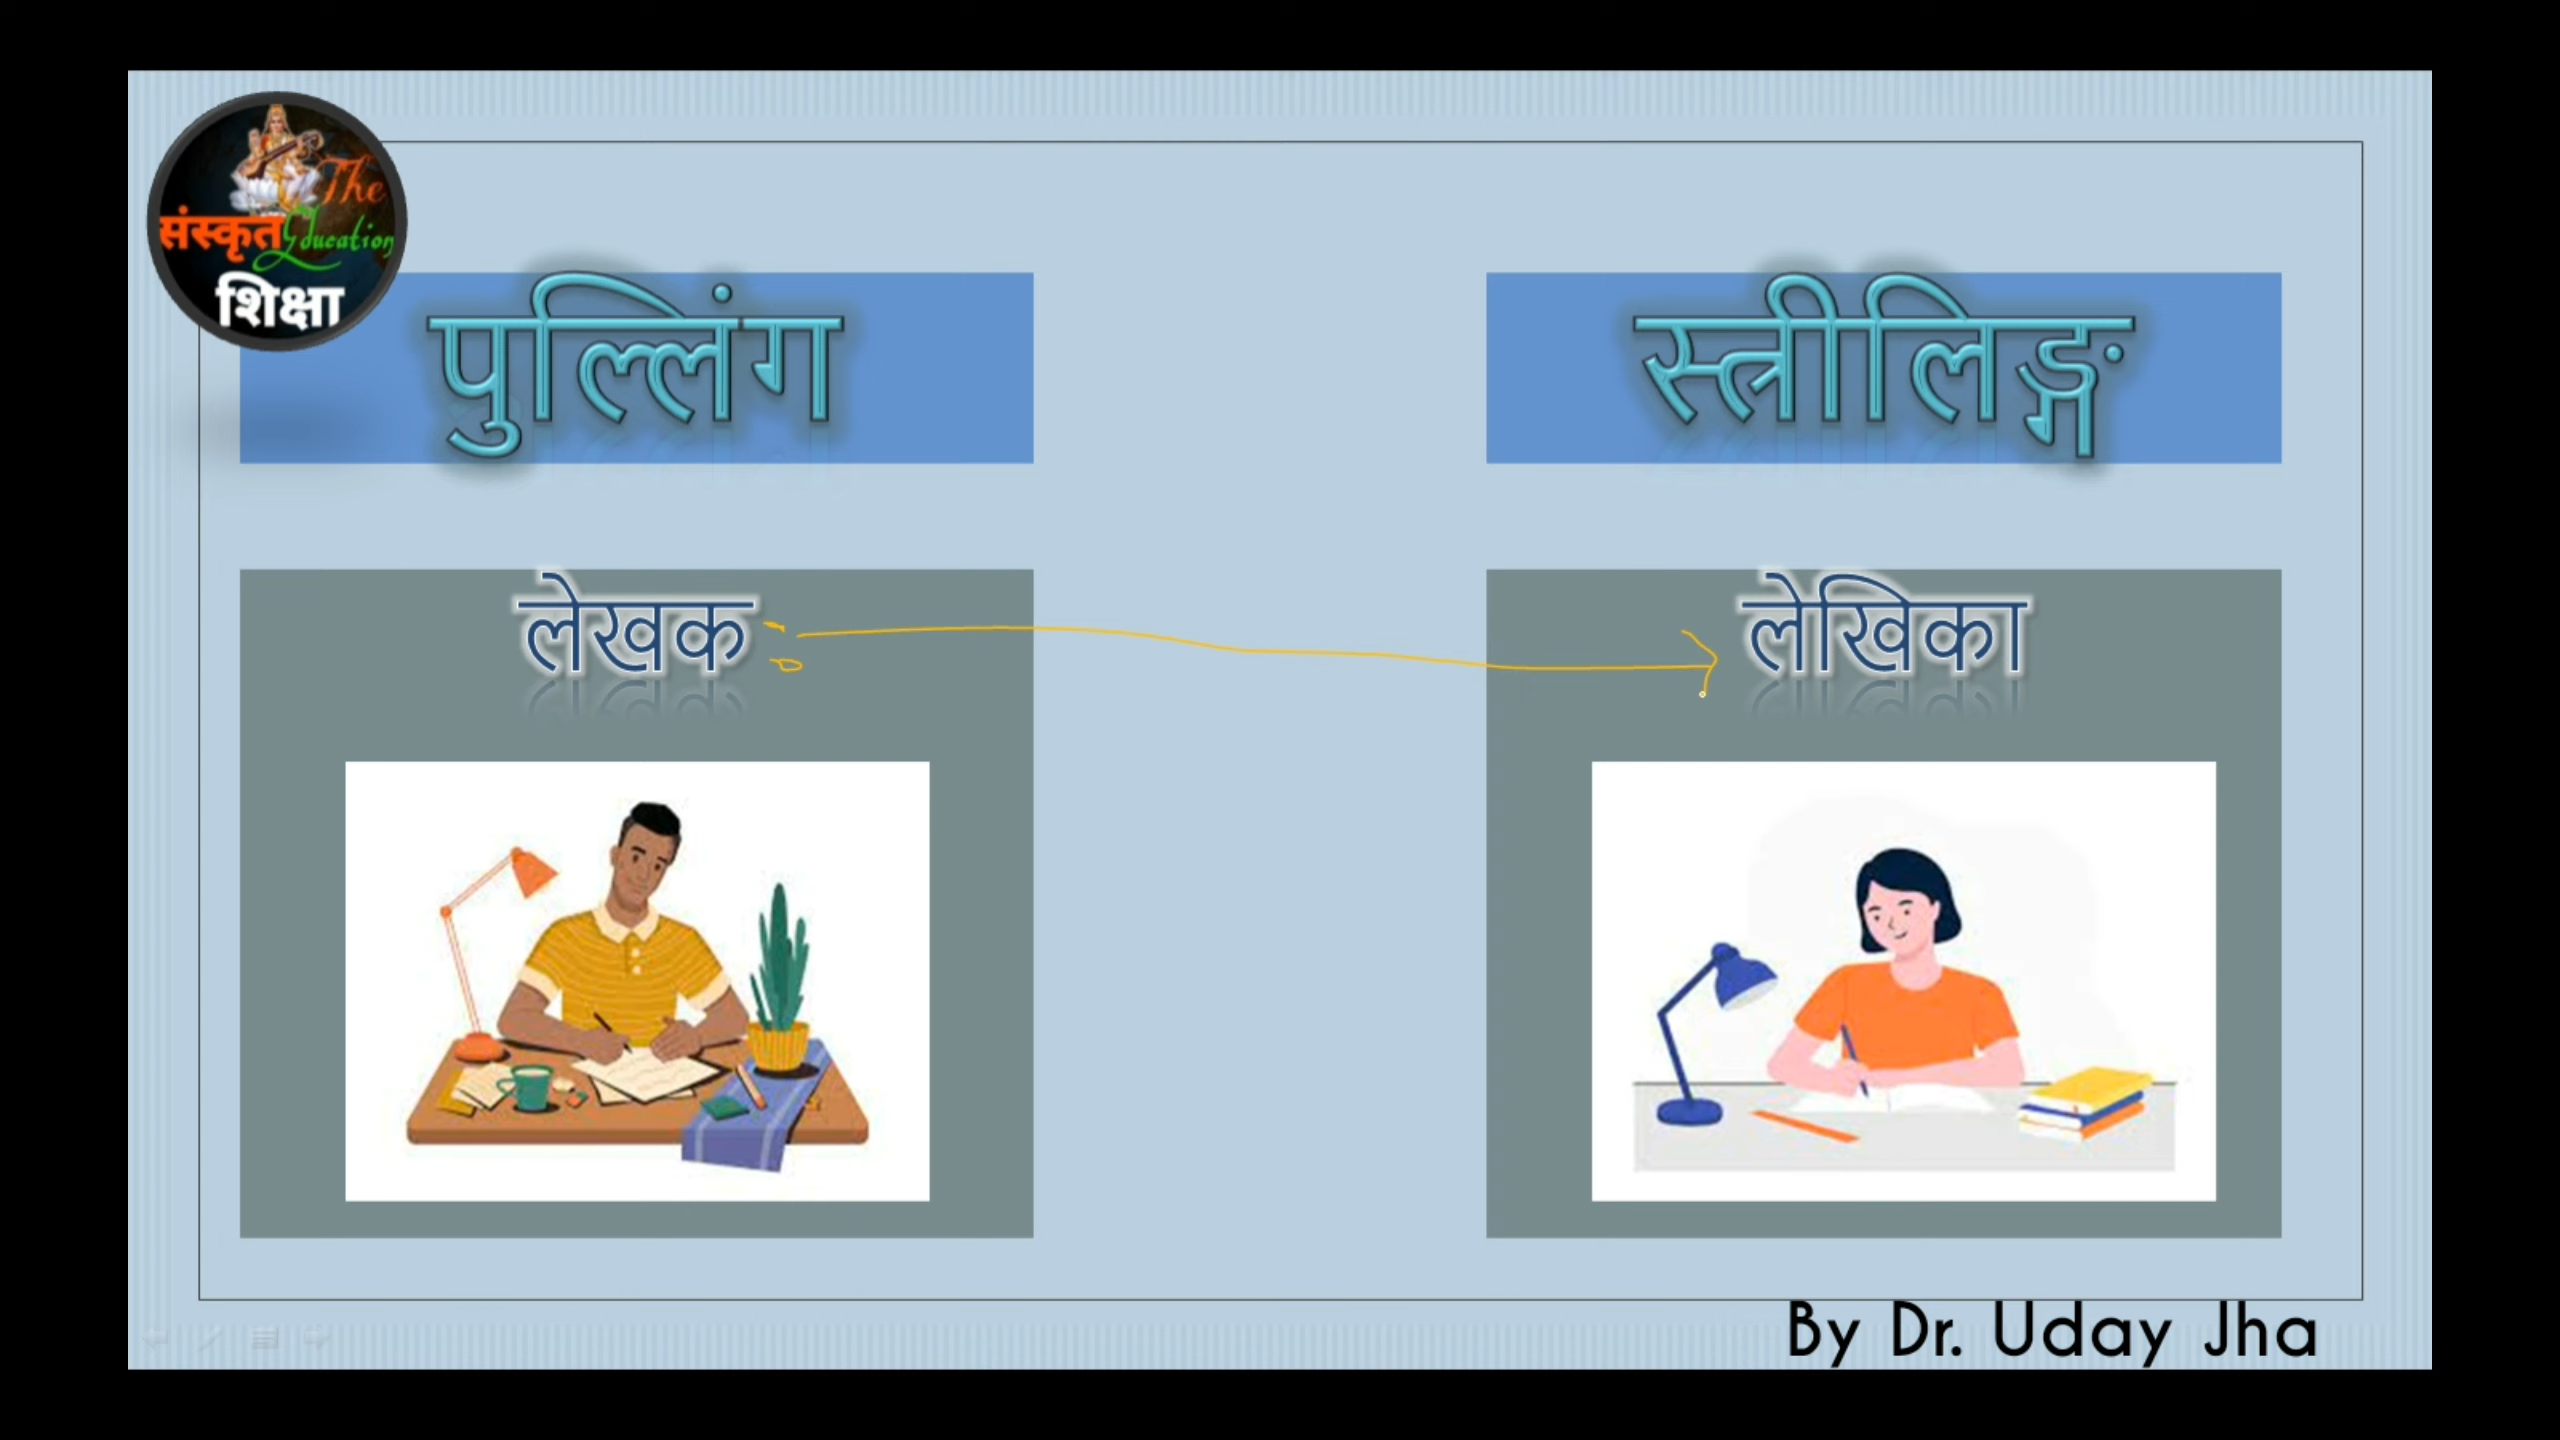 The
संस्कृत Education
शिक्षा
पुल्लिंग
स्त्रीलिङ्ग
लेखक:
लेखिका
By Dr. Uday Jha